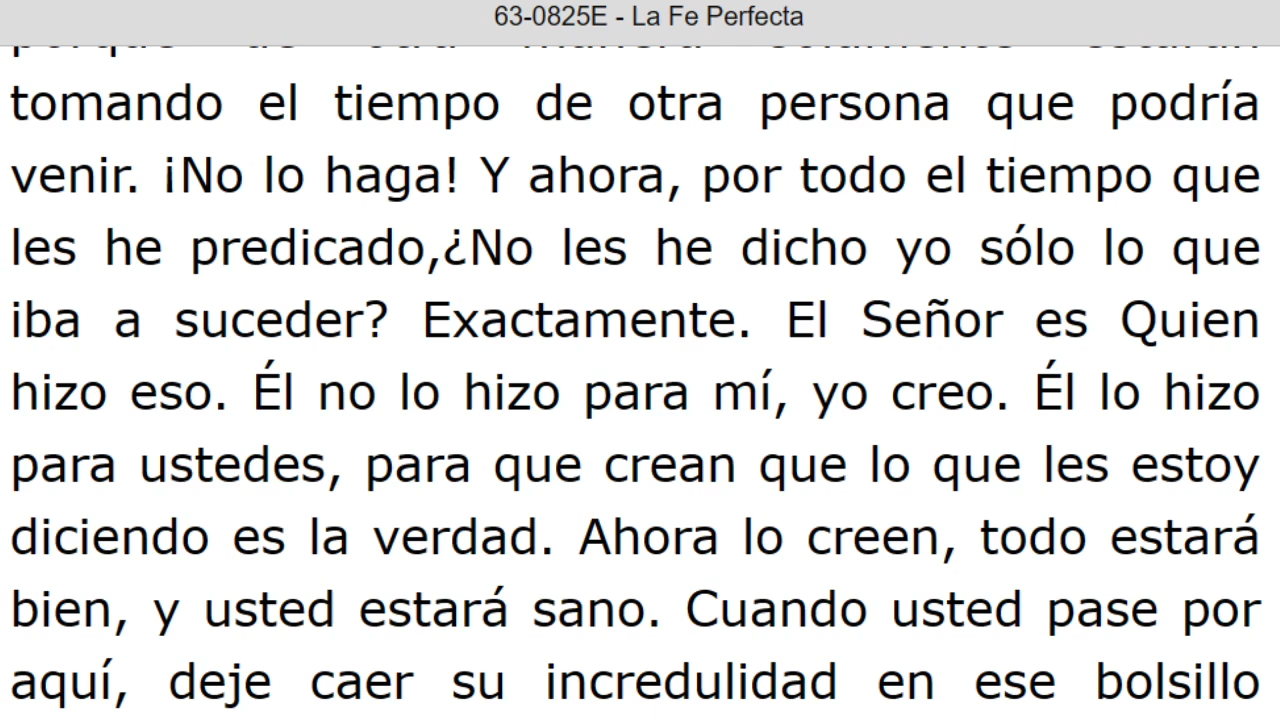 63-0825E - La Fe Perfecta
tomando el tiempo de otra persona que podría
venir. ¡No lo haga! Y ahora, por todo el tiempo que
les he predicado,¿No les he dicho yo sólo lo que
iba a suceder? Exactamente. El Señor es Quien
hizo eso. Él no lo hizo para mí, yo creo. Él lo hizo
para ustedes, para que crean que lo que les estoy
diciendo es la verdad. Ahora lo creen, todo estará
bien, y usted estará sano. Cuando usted pase por
aquí, deje caer su incredulidad en ese bolsillo